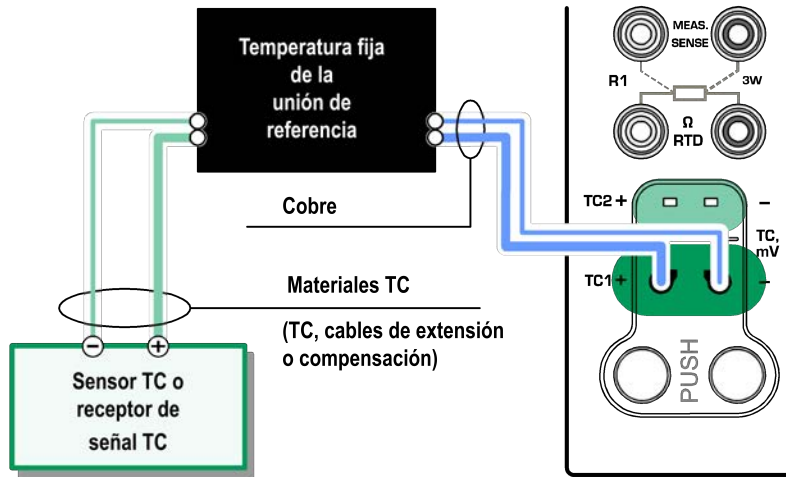 Temperatura fija
de la
unión de
referencia
Cobre
Materiales TC
(TC, cables de extensión
o compensación)
−
+
Sensor TC o
receptor de
señal TC
MEAS.
SENSE
R1
3W
Ω
RTD
TC2 +
−
TC,
mV
TC1 +
−
PUSH